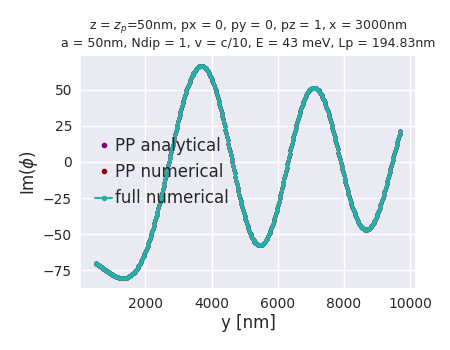 z = z_p=50nm, px = 0, py = 0, pz = 1, x = 3000nm
a = 50nm, Ndip = 1, v = c/10, E = 43 meV, Lp = 194.83nm
Im(ϕ)
50
25
0
−25
−50
−75
PP analytical
PP numerical
full numerical
2000 4000 6000 8000 10000
y [nm]